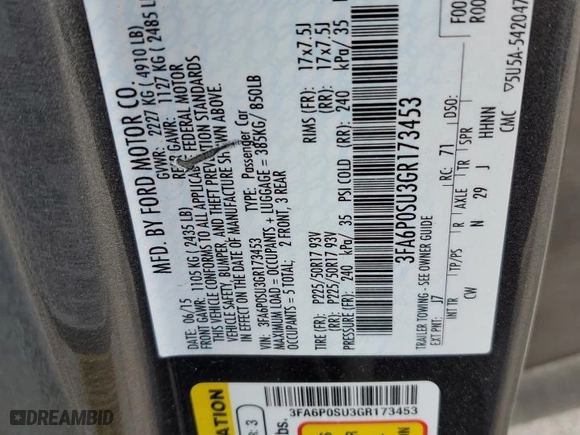 MFD. BY FORD MOTOR CO.
DATE: 06/15 GVWR: 2227 KG ( 4910 LB)
FRONT GAWR: 1105 KG ( 2435 LB) REAR GAWR: 1127 KG ( 2485 LB)
THIS VEHICLE CONFORMS TO ALL APPLICABLE FEDERAL MOTOR
VEHICLE SAFETY, BUMPER, AND THEFT PREVENTION STANDARDS
IN EFFECT ON THE DATE OF MANUFACTURE SHOWN ABOVE.
VIN: 3FA6P0SU3GR173453 TYPE: Passenger Car
MAXIMUM LOAD = OCCUPANTS + LUGGAGE = 385KG/ 850LB
OCCUPANTS = 5 TOTAL; 2 FRONT, 3 REAR
TIRE (FR): P225/50R17 93V RIMS (FR): 17x7.5J
(RR): P225/50R17 93V (RR): 17x7.5J
PRESSURE (FR): 240 kPa/ 35 PSI COLD (RR): 240 kPa/ 35
3FA6P0SU3GR173453
TRAILER TOWING - SEE OWNER GUIDE
EXT PNT: J7 RC: 71 DSO:
INT TR TP/PS R AXLE TR SPR
CW N 29 J HHNNN
CMC ▽5U5A-542047
3FA6P0SU3GR173453
R: 3
lbs.
DREAMBID